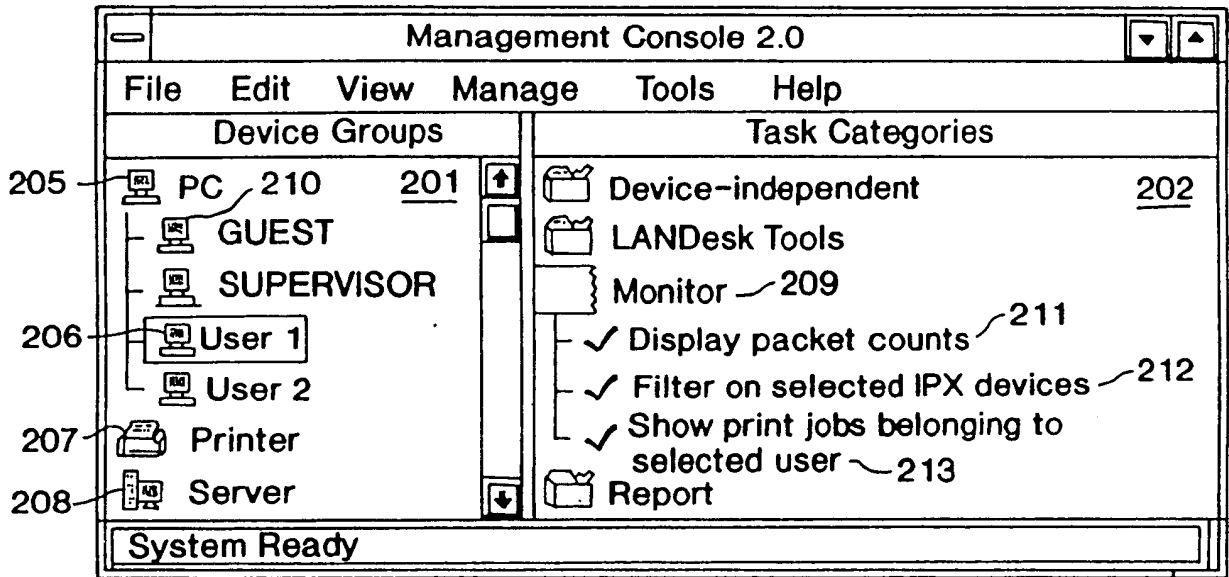 Management Console 2.0
File Edit View Manage Tools Help
Device Groups
Task Categories
205
PC
210
201
GUEST
SUPERVISOR
206
User 1
User 2
207
Printer
208
Server
Device-independent
202
LANDesk Tools
Monitor
209
Display packet counts
211
Filter on selected IPX devices
212
Show print jobs belonging to
selected user
213
Report
System Ready